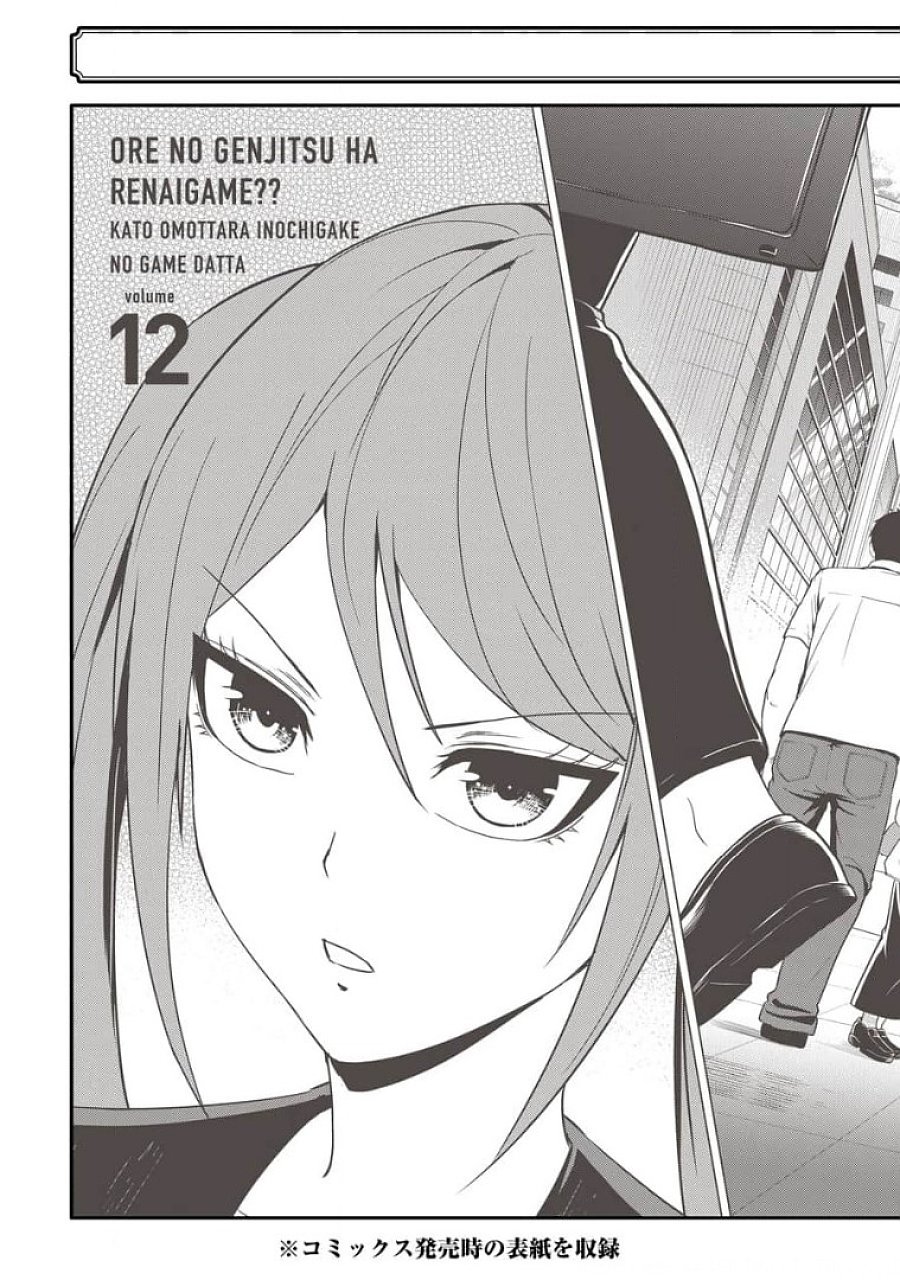 ORE NO GENJITSU HA
RENAIGAME??
KATO OMOTTARA INOCHIGAKE
NO GAME DATTA
volume
12
※コミックス発売時の表紙を収録